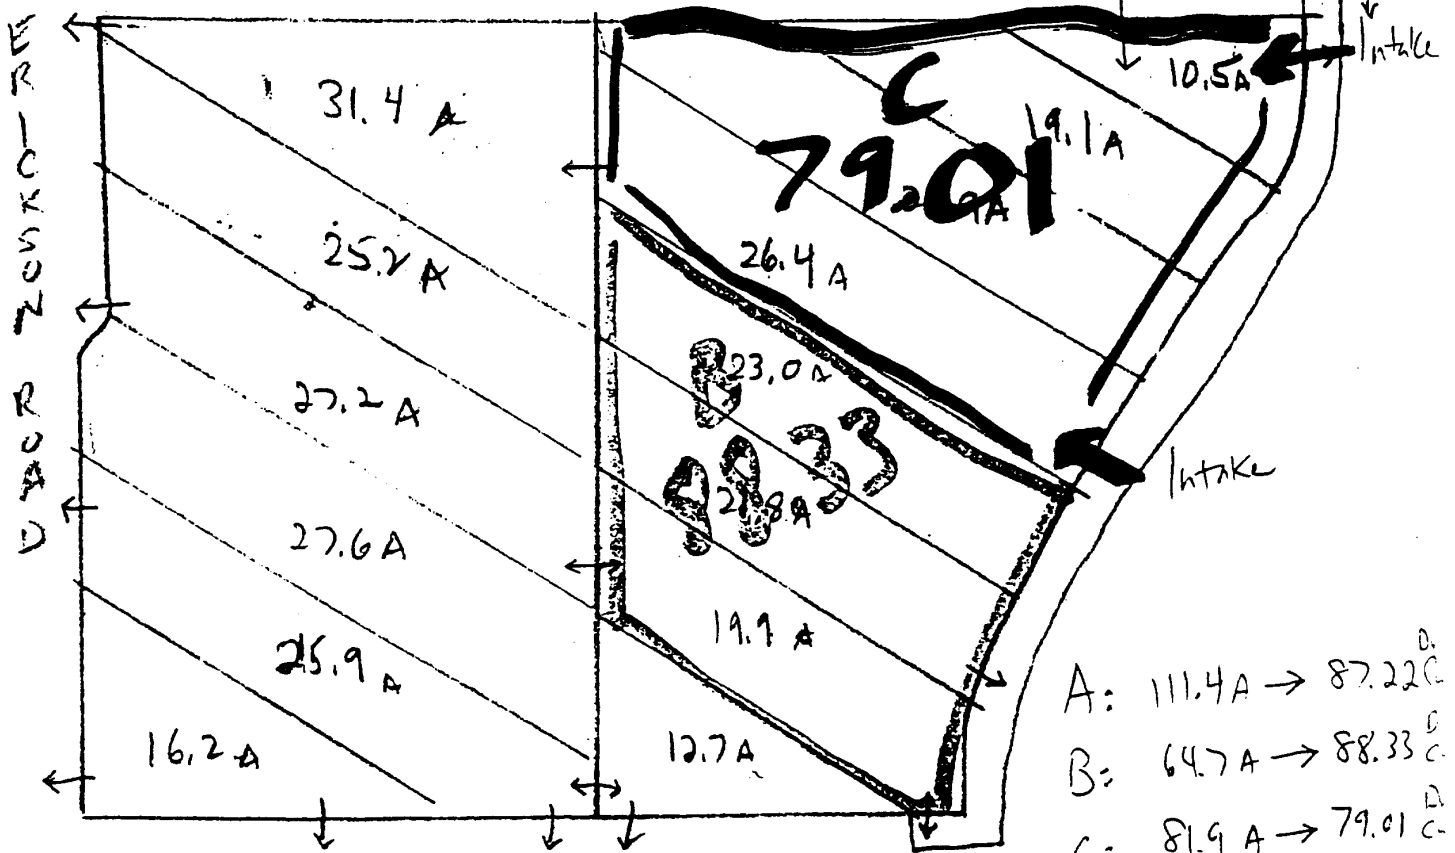 ERICKSON ROAD
Intake
10.5A
31.4 A
C
19.1A
79.01
25.2 A
26.4 A
B
23.0 A
27.2 A
88 33
Intake
27.6 A
19.9 A
25.9 A
A: 111.4A → 87.22
16.2 A
12.7A
B: 64.7A → 88.33
C: 81.9 A → 79.01